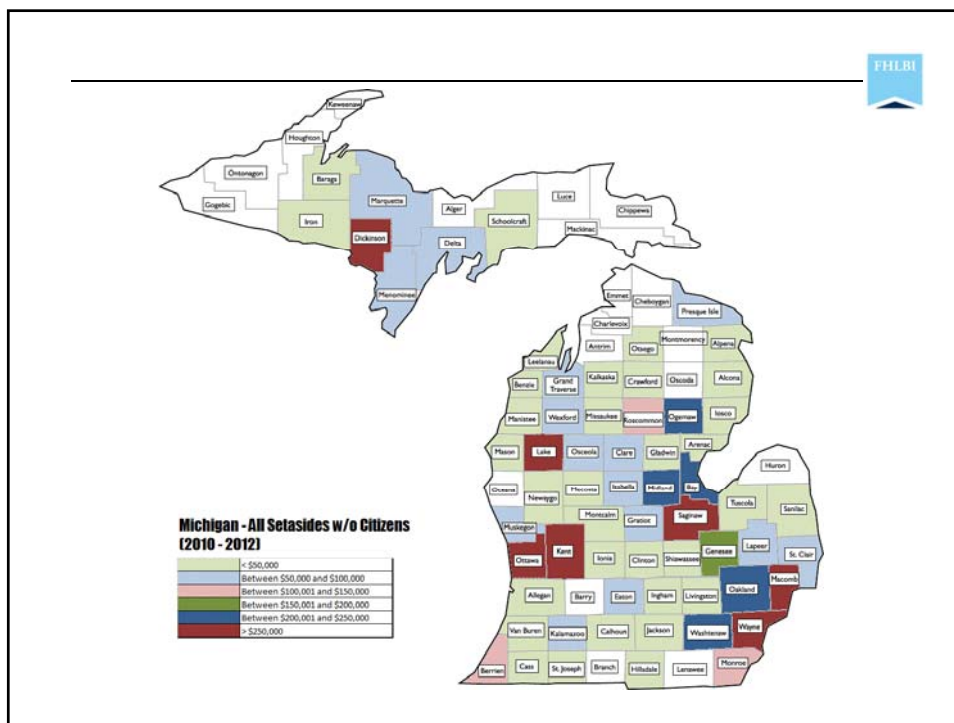 FHLBI
Keweenaw
Houghton
Ontonagon
Baraga
Gogebic
Marquette
Alger
Luce
Chippewa
Iron
Schoolcraft
Mackinac
Dickinson
Delta
Menominee
Emmet
Cheboygan
Presque Isle
Charlevoix
Antrim
Otsego
Montmorency
Alpena
Leelanau
Benzie
Grand
Traverse
Kalkaska
Crawford
Oscoda
Alcona
Manistee
Wexford
Missaukee
Roscommon
Ogemaw
Iosco
Mason
Lake
Osceola
Clare
Gladwin
Arenac
Huron
Oceana
Newaygo
Mecosta
Isabella
Midland
Bay
Tuscola
Sanilac
Muskegon
Montcalm
Gratiot
Saginaw
Ottawa
Kent
Ionia
Clinton
Shiawassee
Genesee
Lapeer
St. Clair
Allegan
Barry
Eaton
Ingham
Livingston
Oakland
Macomb
Van Buren
Kalamazoo
Calhoun
Jackson
Washtenaw
Wayne
Berrien
Cass
St. Joseph
Branch
Hillsdale
Lenawee
Monroe
Michigan - All Setasides w/o Citizens
(2010 - 2012)
< $50,000
Between $50,000 and $100,000
Between $100,001 and $150,000
Between $150,001 and $200,000
Between $200,001 and $250,000
> $250,000